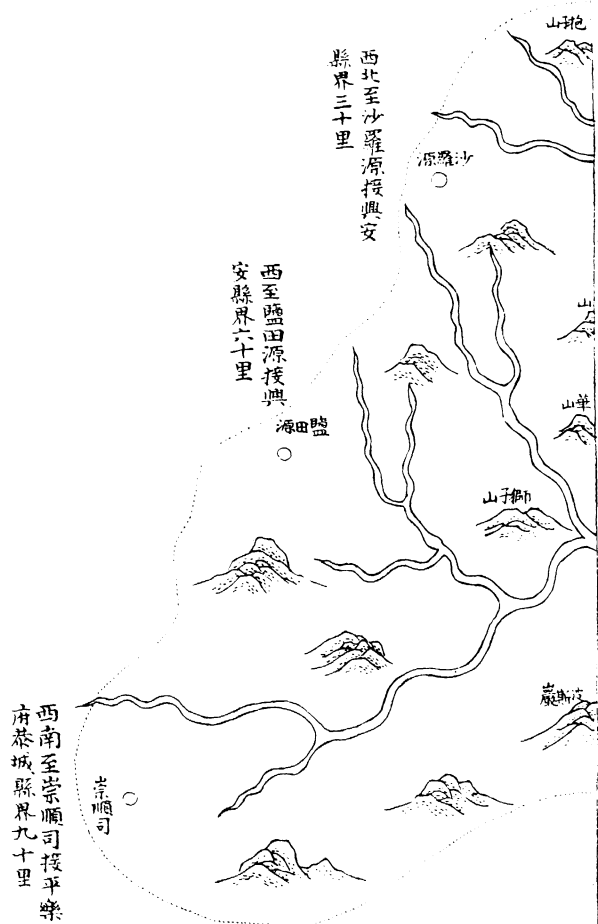 山子抱
西北至沙羅源接興安
縣界三十里
源羅沙
西至鹽田源接興
安縣界六十里
山
山華
源田鹽
山子獅
巖斯波
西南至崇順司接平樂
府恭城縣界九十里
崇順司